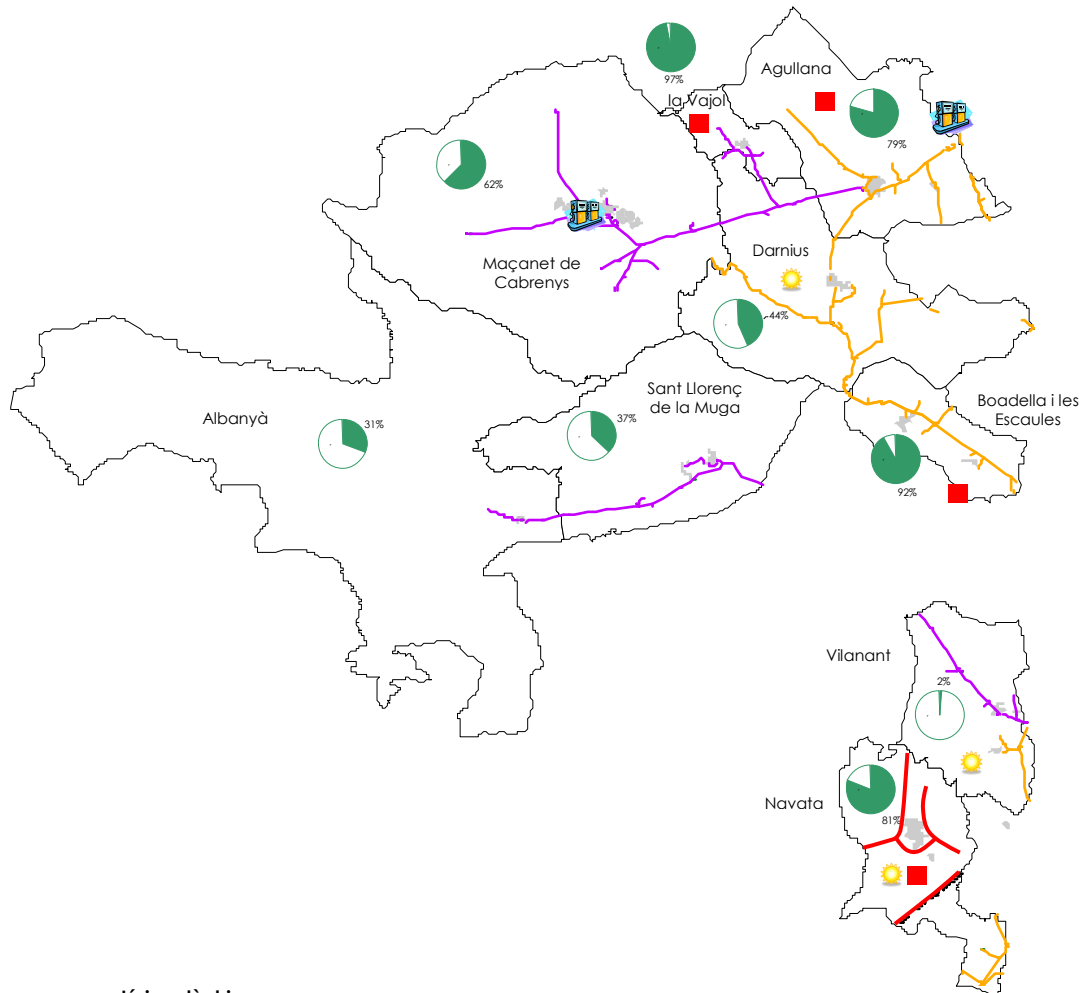 Agullana
97%
la Vajol
79%
62%
Darnius
Maçanet de
Cabrenys
44%
Sant Llorenç
de la Muga
Boadella i les
Escaules
Albanyà
31%
37%
92%
Vilanant
2%
Navata
81%